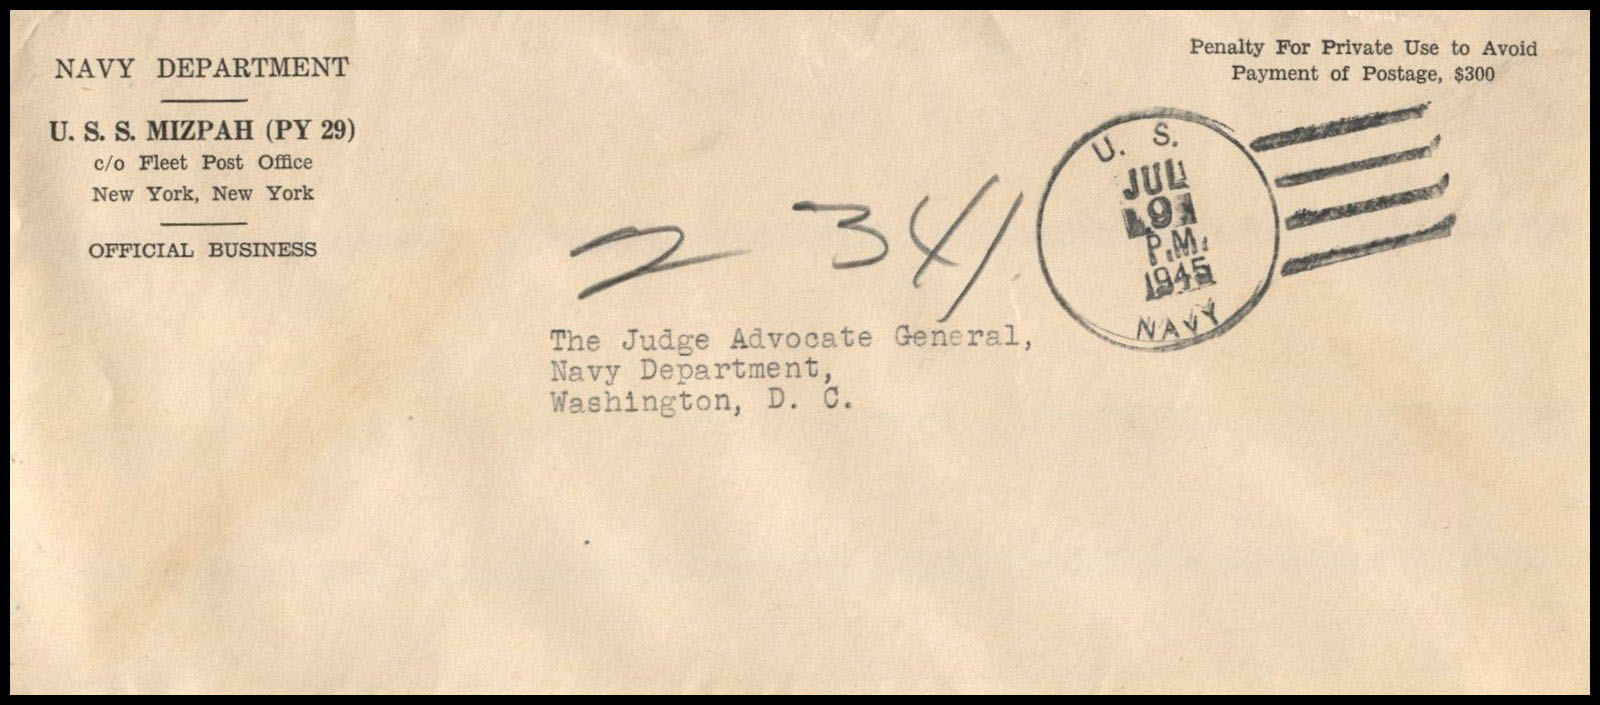 NAVY DEPARTMENT
U. S. S. MIZPAH (PY 29)
c/o Fleet Post Office
New York, New York
OFFICIAL BUSINESS
Penalty For Private Use to Avoid
Payment of Postage, $300
U. S.
JUL
9
P.M.
1945
NAVY
2 341
The Judge Advocate General,
Navy Department,
Washington, D. C.